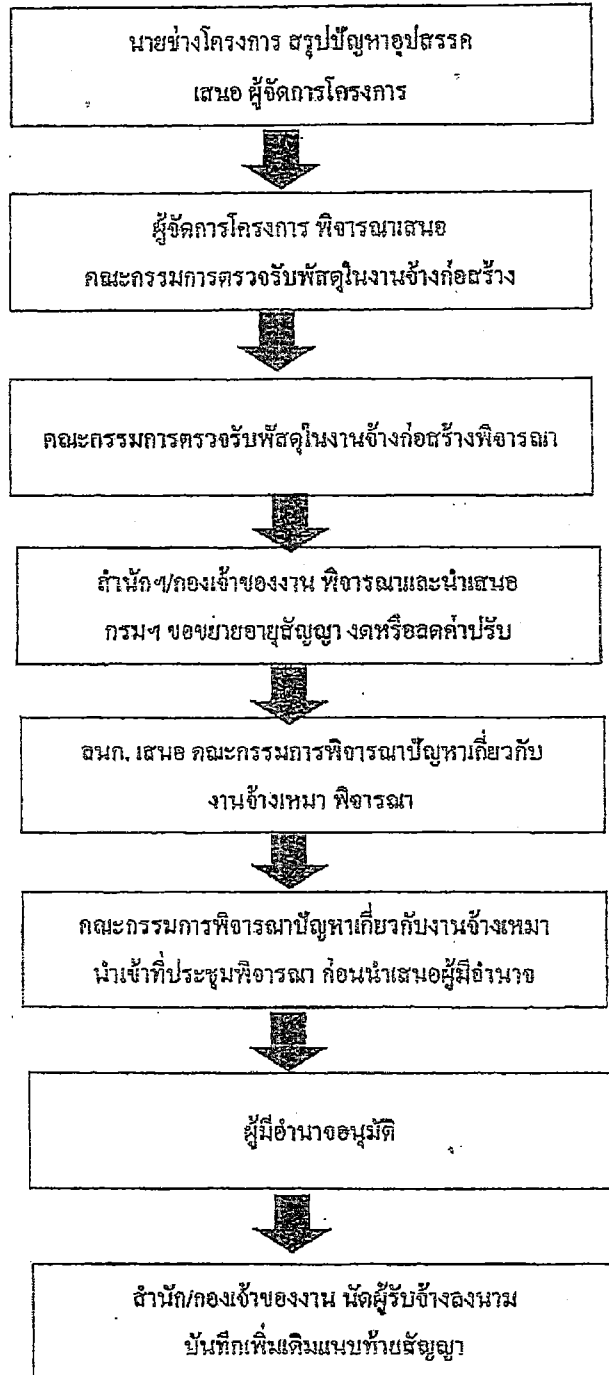 นายช่างโครงการ สรุปปัญหาอุปสรรค
เสนอ ผู้จัดการโครงการ
ผู้จัดการโครงการ พิจารณาเสนอ
คณะกรรมการตรวจรับพัสดุในงานจ้างก่อสร้าง
คณะกรรมการตรวจรับพัสดุในงานจ้างก่อสร้างพิจารณา
สำนักฯ/กองเจ้าของงาน พิจารณาและนำเสนอ
กรมฯ ขอขยายอายุสัญญา งดหรือลดค่าปรับ
ลนก. เสนอ คณะกรรมการพิจารณาปัญหาเกี่ยวกับ
งานจ้างเหมา พิจารณา
คณะกรรมการพิจารณาปัญหาเกี่ยวกับงานจ้างเหมา
นำเข้าที่ประชุมพิจารณา ก่อนนำเสนอผู้มีอำนาจ
ผู้มีอำนาจอนุมัติ
สำนัก/กองเจ้าของงาน นัดผู้รับจ้างลงนาม
บันทึกเพิ่มเติมแนบท้ายสัญญา